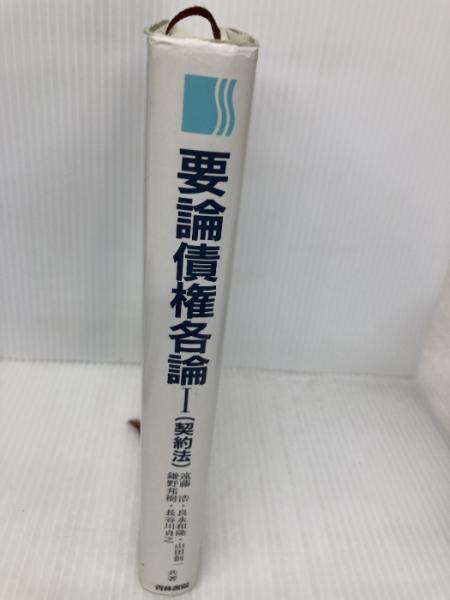 要論債権各論Ⅰ(契約法)
遠藤 浩・良永和隆・山田創一
鎌野邦樹・長谷川貞之
共著
青林書院